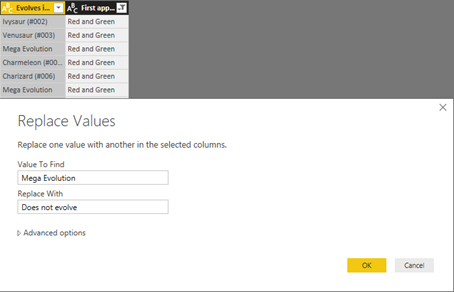 ABC Evolves i... ABC First app...
Ivysaur (#002) Red and Green
Venusaur (#003) Red and Green
Mega Evolution Red and Green
Charmeleon (#00... Red and Green
Charizard (#006) Red and Green
Mega Evolution Red and Green
Replace Values
Replace one value with another in the selected columns.
Value To Find
Mega Evolution
Replace With
Does not evolve
Advanced options
OK Cancel